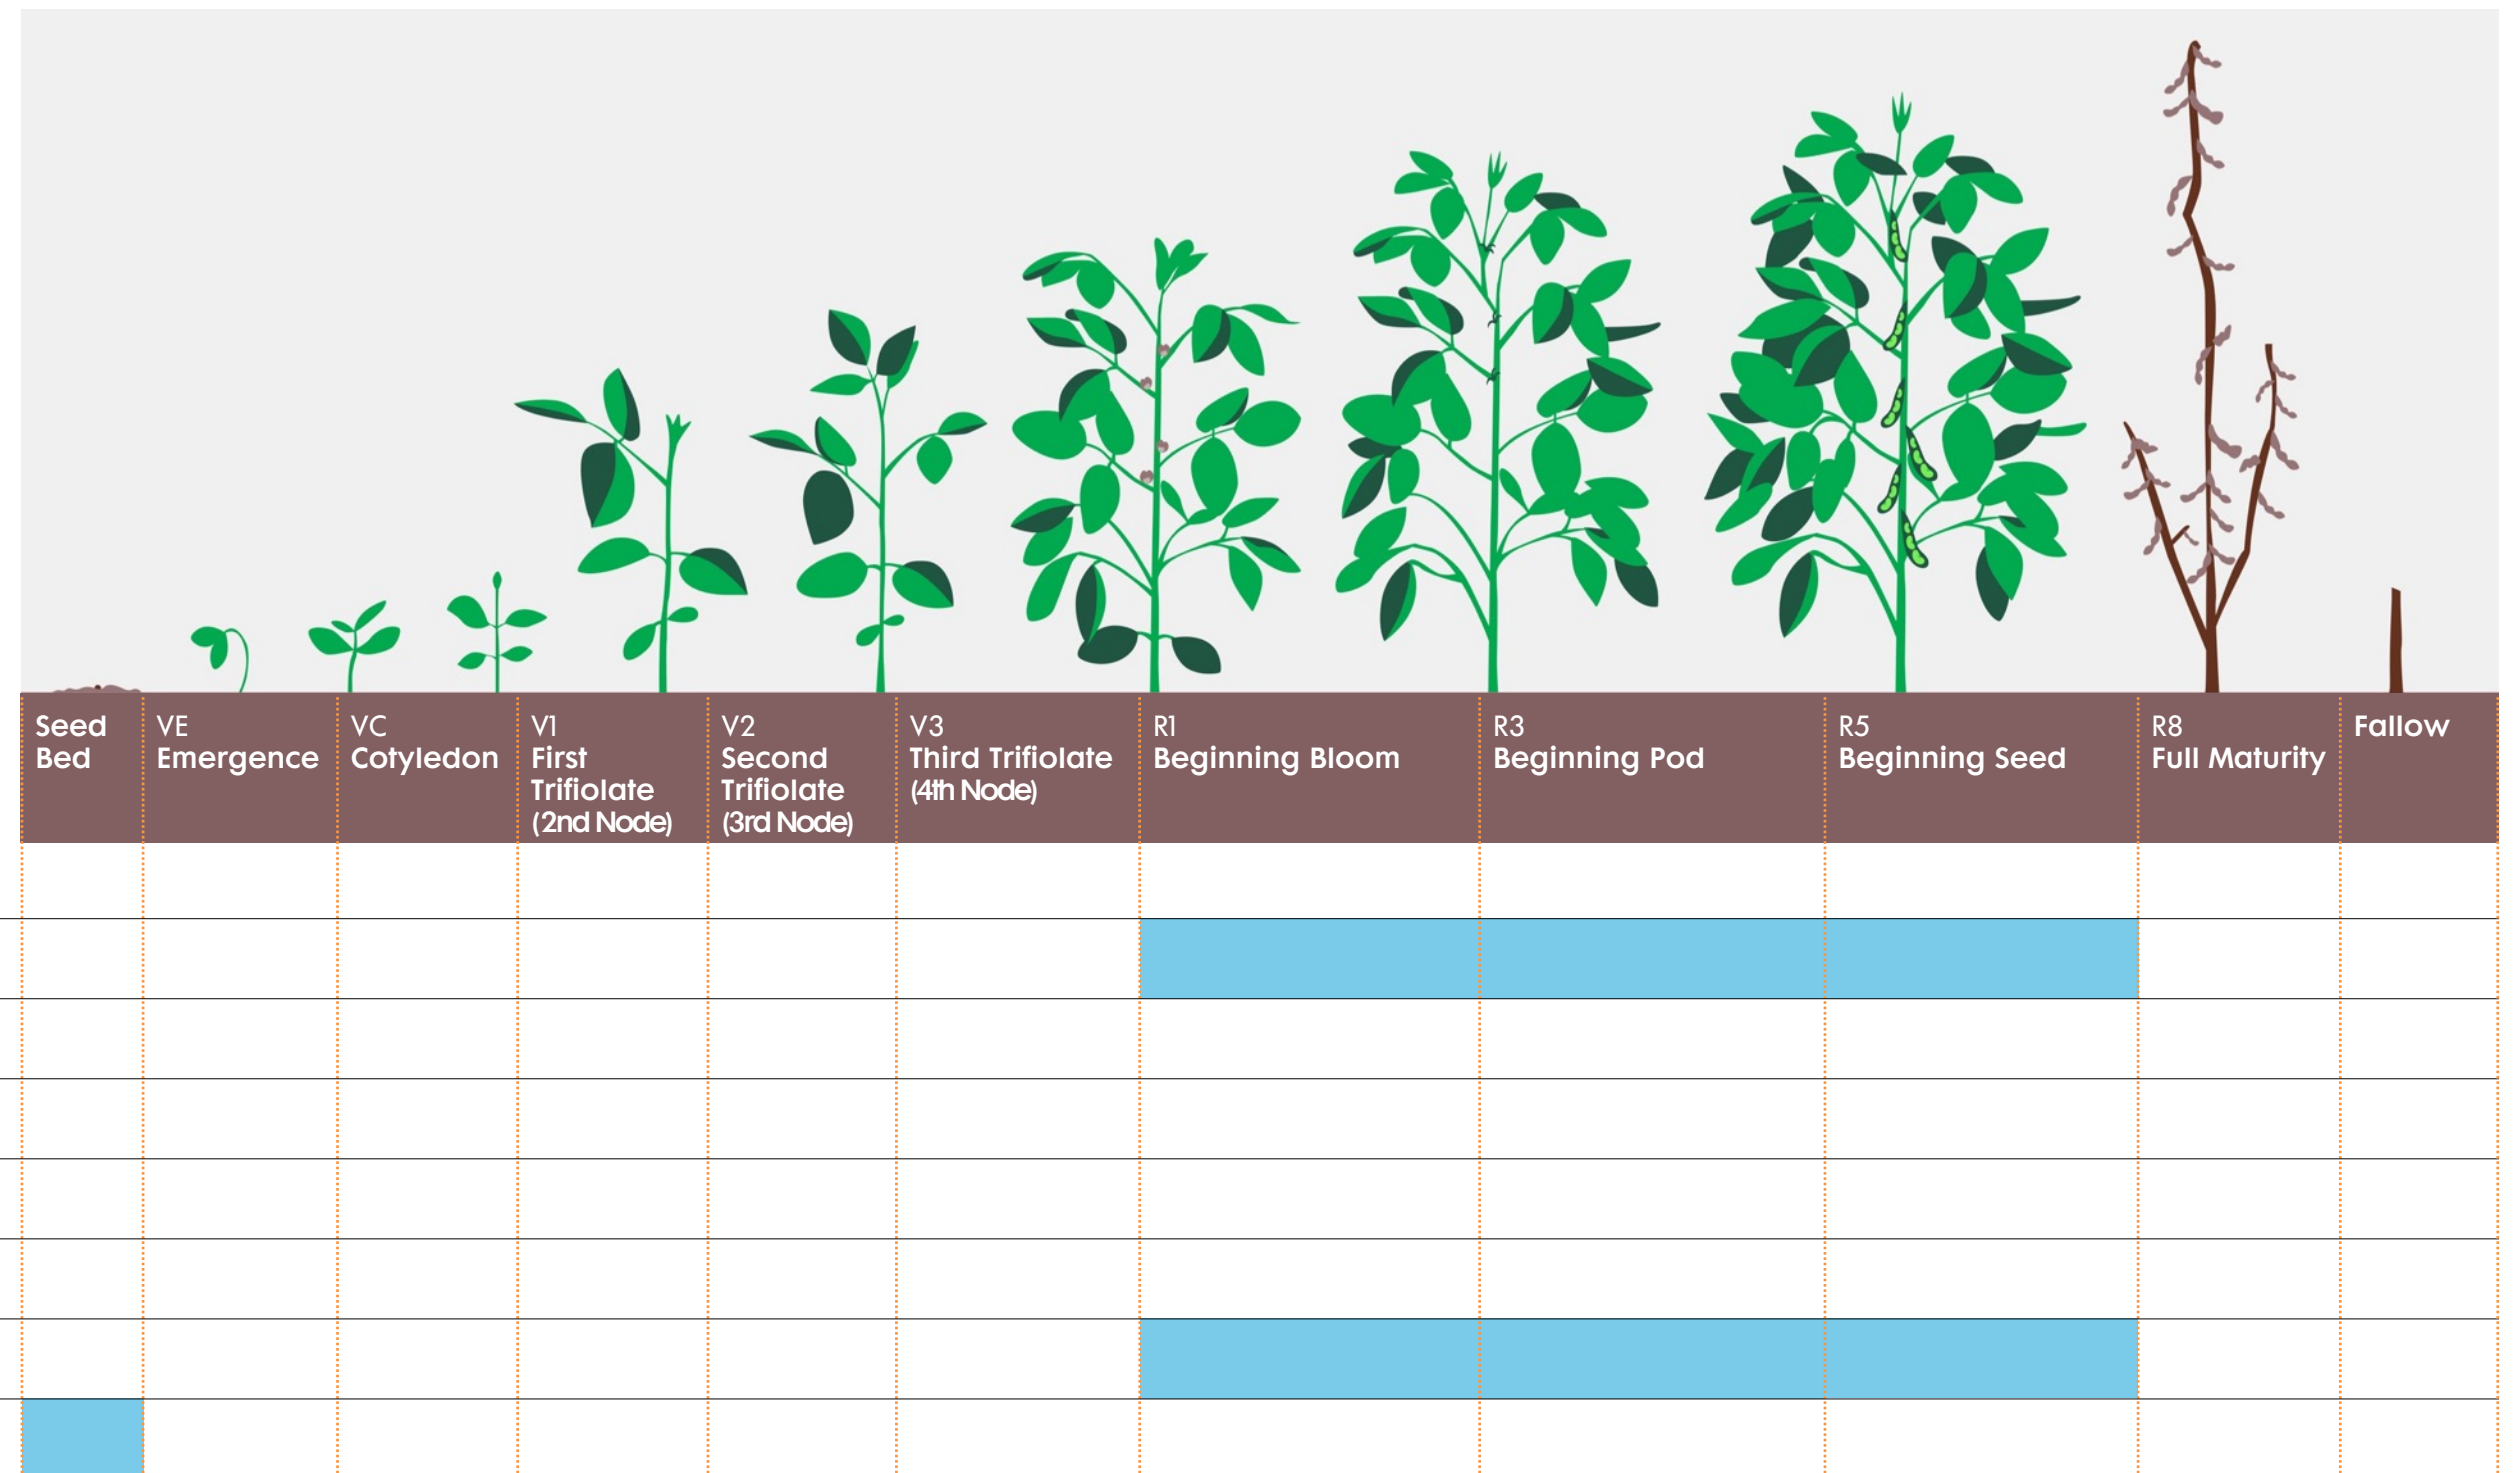 Seed
Bed
VE
Emergence
VC
Cotyledon
V1
First
Trifiolate
(2nd Node)
V2
Second
Trifiolate
(3rd Node)
V3
Third Trifiolate
(4th Node)
R1
Beginning Bloom
R3
Beginning Pod
R5
Beginning Seed
R8
Full Maturity
Fallow